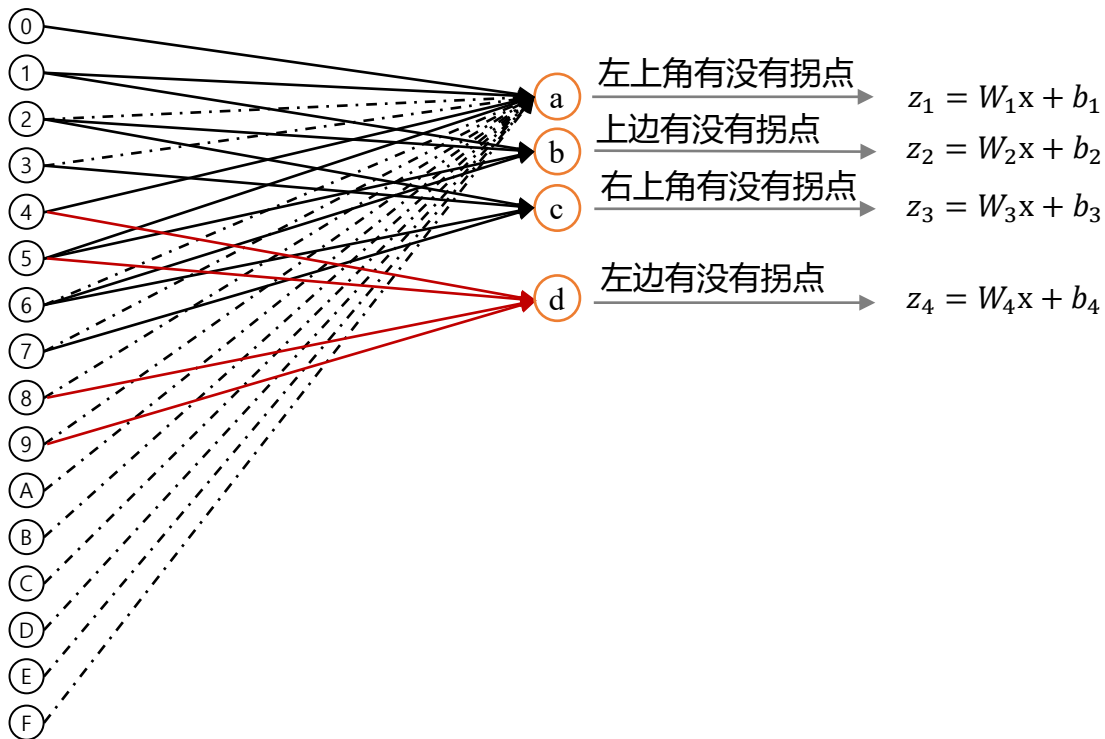 0
1
2
3
4
5
6
7
8
9
A
B
C
D
E
F
a
b
c
d
左上角有没有拐点
z₁ = W₁x + b₁
上边有没有拐点
z₂ = W₂x + b₂
右上角有没有拐点
z₃ = W₃x + b₃
左边有没有拐点
z₄ = W₄x + b₄